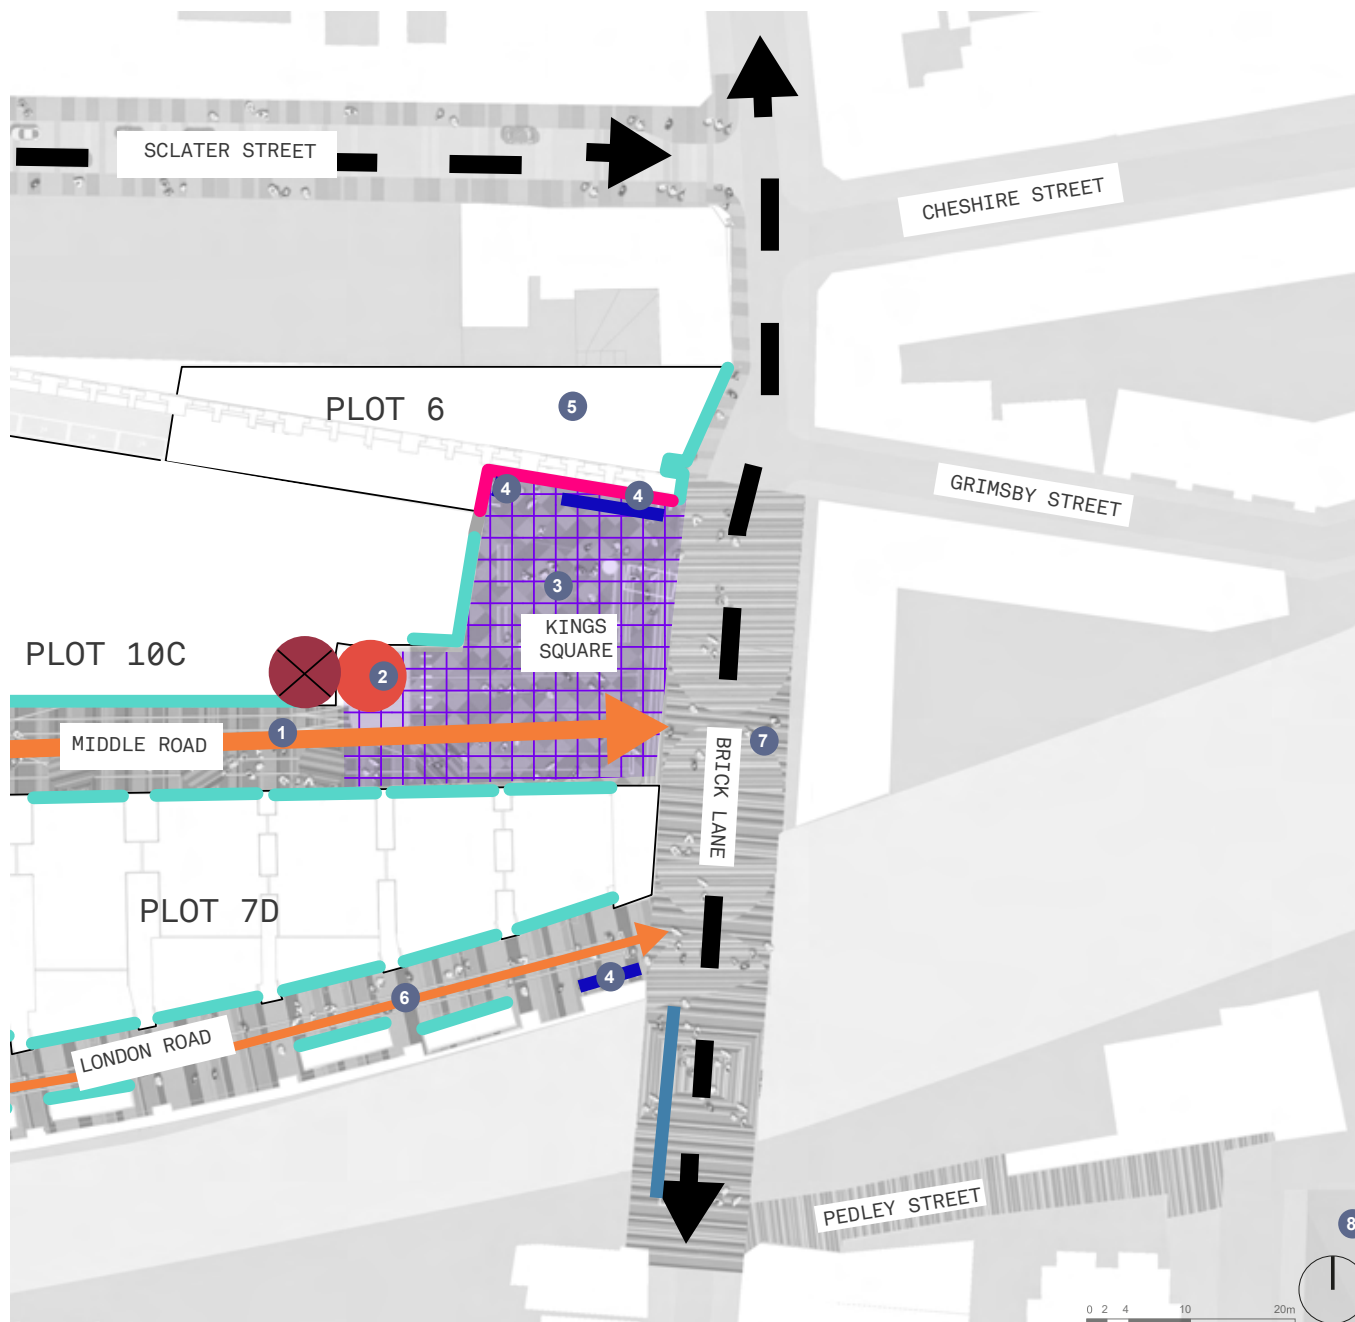 SCLATER STREET
CHESHIRE STREET
PLOT 6
5
4
4
GRIMSBY STREET
3
KINGS
SQUARE
PLOT 10C
2
1
MIDDLE ROAD
7
BRICK LANE
PLOT 7D
4
6
LONDON ROAD
PEDLEY STREET
8
0 2 4 10 20m